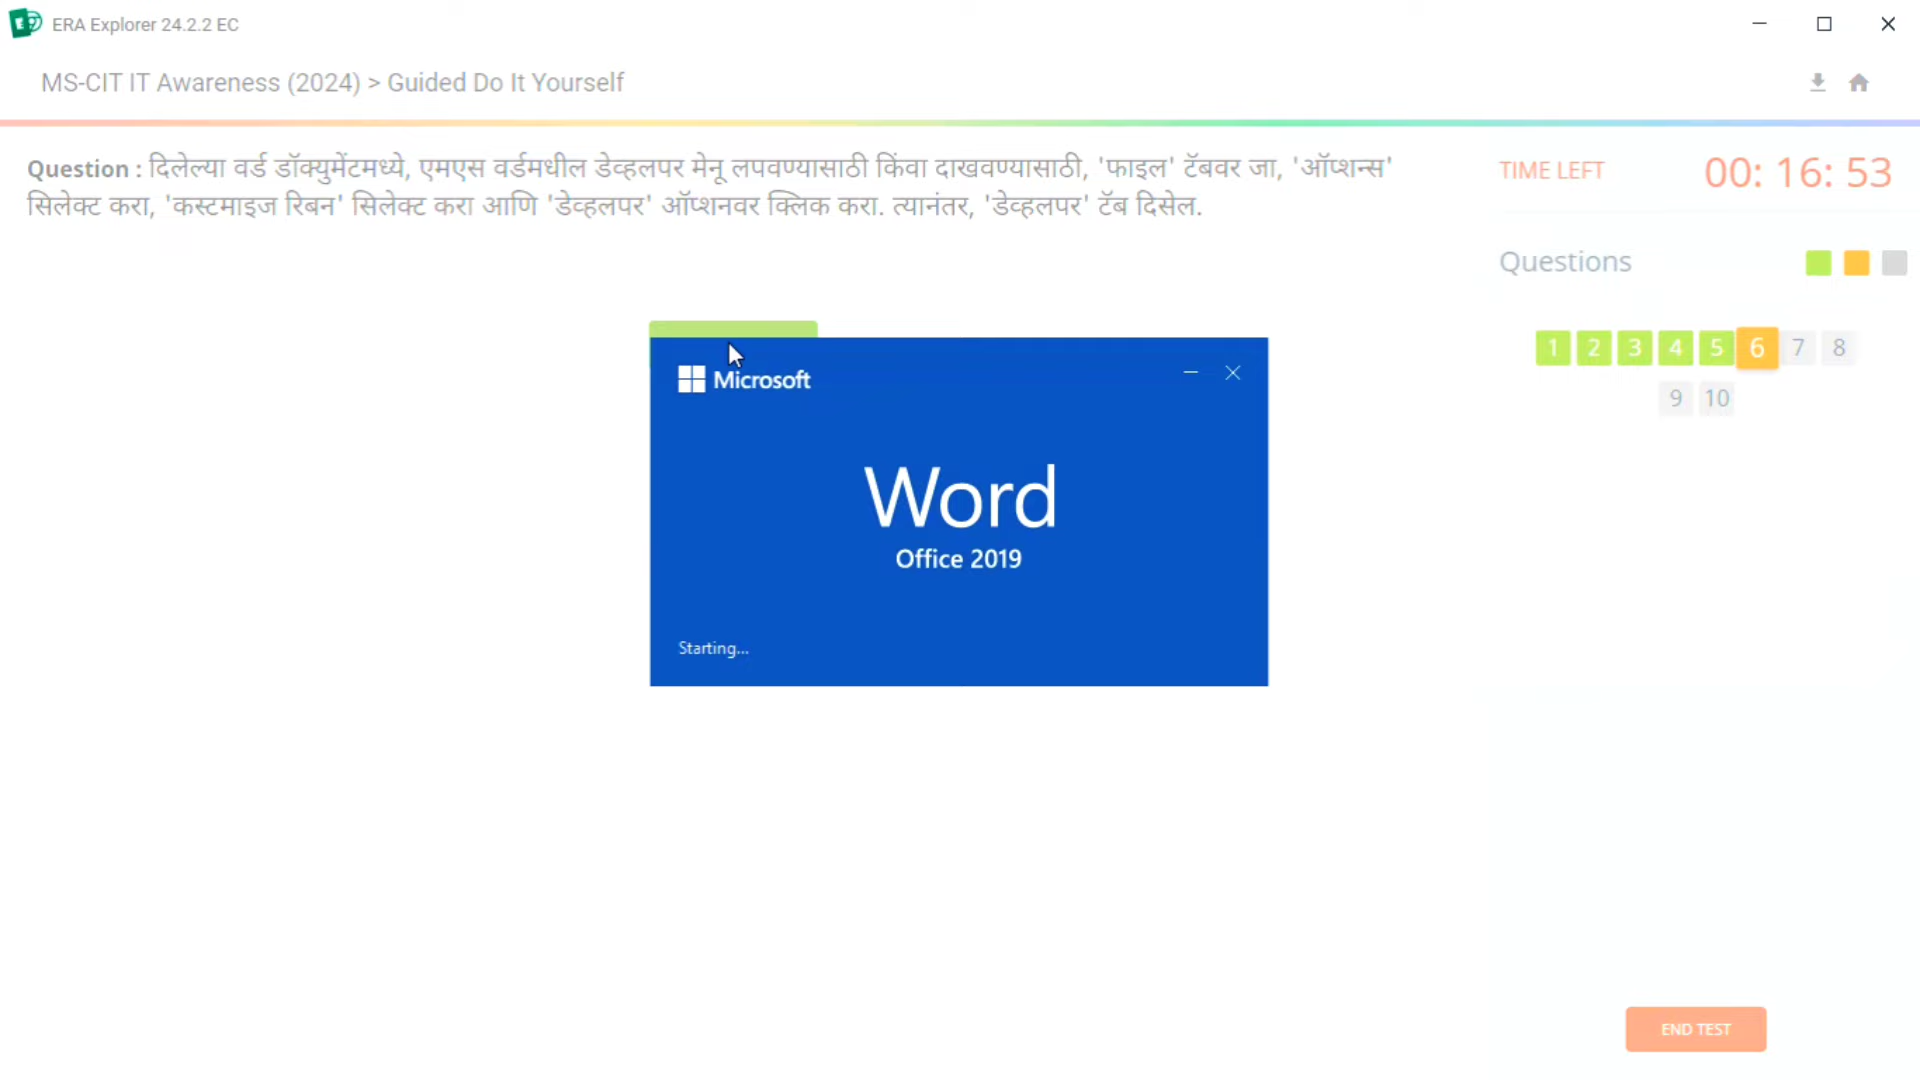 ERA Explorer 24.2.2 EC
MS-CIT IT Awareness (2024) > Guided Do It Yourself
Question : दिलेल्या वर्ड डॉक्युमेंटमध्ये, एमएस वर्डमधील डेव्हलपर मेनू लपवण्यासाठी किंवा दाखवण्यासाठी, 'फाइल' टॅबवर जा, 'ऑप्शन्स'
सिलेक्ट करा, 'कस्टमाइज रिबन' सिलेक्ट करा आणि 'डेव्हलपर' ऑप्शनवर क्लिक करा. त्यानंतर, 'डेव्हलपर' टॅब दिसेल.
TIME LEFT 00: 16: 53
Questions
1 2 3 4 5 6 7 8
9 10
Microsoft
Word
Office 2019
Starting...
END TEST